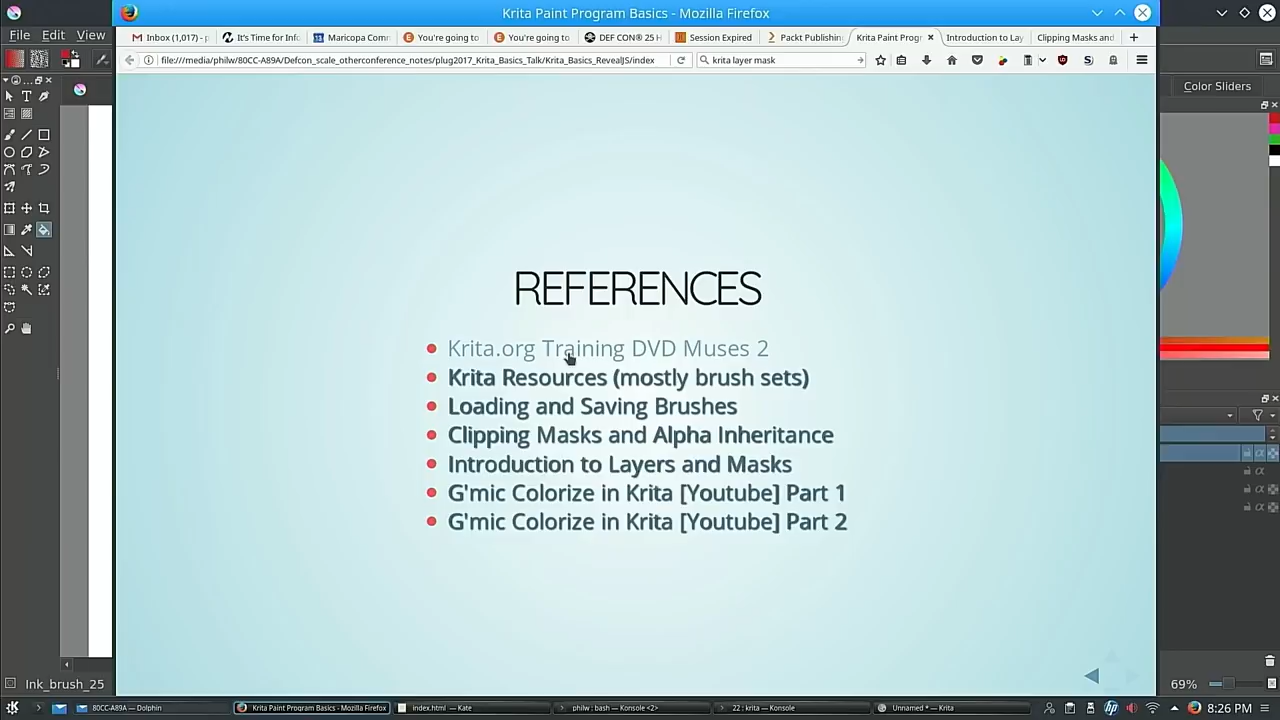 Krita Paint Program Basics - Mozilla Firefox
File Edit View
Inbox (1,017) - p
It's Time for Info
Maricopa Comm
You're going to
You're going to
DEF CON® 25 H
Session Expired
Packt Publishin
Krita Paint Progr
Introduction to Lay
Clipping Masks and
file:///media/philw/80CC-A89A/Defcon_scale_otherconference_notes/plug2017_Krita_Basics_Talk/Krita_Basics_RevealJS/index
krita layer mask
Color Sliders
REFERENCES
Krita.org Training DVD Muses 2
Krita Resources (mostly brush sets)
Loading and Saving Brushes
Clipping Masks and Alpha Inheritance
Introduction to Layers and Masks
G'mic Colorize in Krita [Youtube] Part 1
G'mic Colorize in Krita [Youtube] Part 2
Ink_brush_25
69%
80CC-A89A — Dolphin
Krita Paint Program Basics - Mozilla Firefox
index.html — Kate
philw : bash — Konsole <2>
22 : krita — Konsole
Unnamed * — Krita
8:26 PM